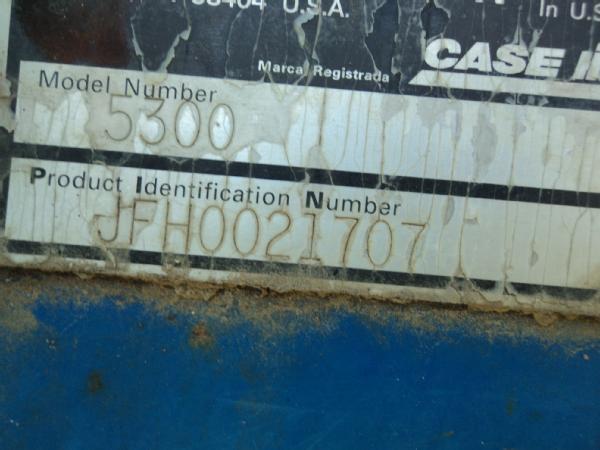 U.S.A.
In U.S
Marca Registrada
CASE
Model Number
5300
Product Identification Number
JFH0021707